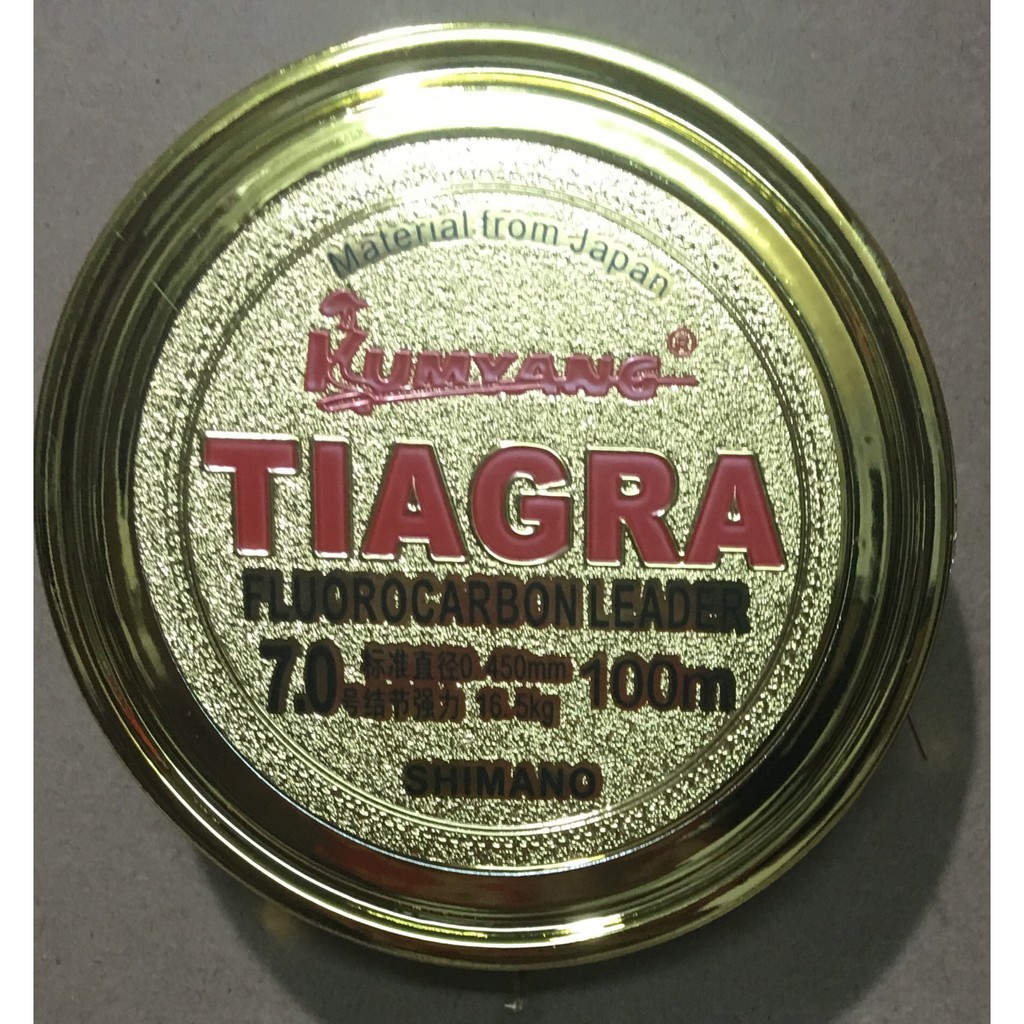 Material from Japan
KUMYANG ®
TIAGRA
FLUOROCARBON LEADER
7.0号 标准直径0.450mm 100m
结节强力 16.5kg
SHIMANO